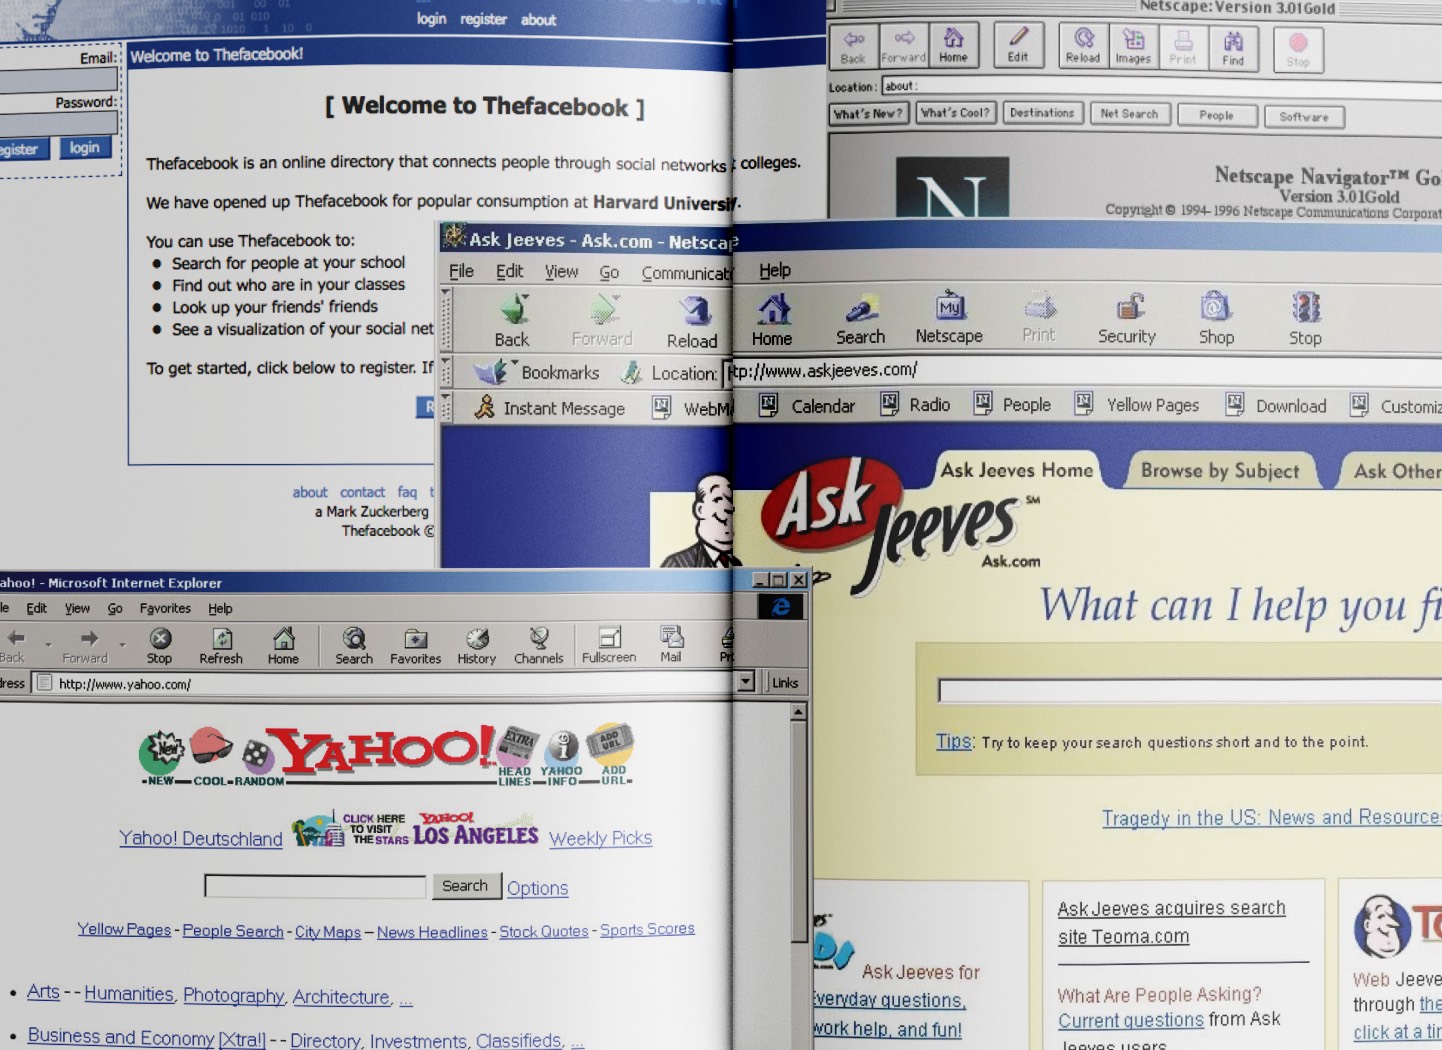 login register about
Email:
Password:
register login
Welcome to Thefacebook!
[ Welcome to Thefacebook ]
Thefacebook is an online directory that connects people through social networks colleges.
We have opened up Thefacebook for popular consumption at Harvard
You can use Thefacebook to:
Search for people at your school
Find out who are in your classes
Look up your friends' friends
See a visualization of your social net
To get started, click below to register. If
about contact faq
a Mark Zuckerberg
Thefacebook ©
Netscape: Version 3.01Gold
Back Forward Home Edit Reload Images Print Find Stop
Location: about:
What's New? What's Cool? Destinations Net Search People Software
N
Netscape Navigator™ Go
Version 3.01Gold
Copyright © 1994-1996 Netscape Communications Corporat
Ask Jeeves - Ask.com - Netscape
File Edit View Go Communicat Help
Back Forward Reload Home Search Netscape Print Security Shop Stop
My
Bookmarks Location: tp://www.askjeeves.com/
Instant Message WebMa Calendar Radio People Yellow Pages Download Customiz
Ask Jeeves SM
Ask.com
Ask Jeeves Home Browse by Subject Ask Other
What can I help you fi
Tips: Try to keep your search questions short and to the point.
Tragedy in the US: News and Resources
Ask Jeeves for
Everyday questions,
work help, and fun!
Ask Jeeves acquires search
site Teoma.com
What Are People Asking?
Current questions from Ask
Jeeves users
Web Jeeve
through the
click at a tim
ahoo! - Microsoft Internet Explorer
le Edit View Go Favorites Help
Back Forward Stop Refresh Home Search Favorites History Channels Fullscreen Mail Pr
dress http://www.yahoo.com/ Links
New YAHOO! EXTRA i ADD URL
NEW COOL RANDOM HEAD LINES YAHOO INFO ADD URL
Yahoo! Deutschland CLICK HERE TO VISIT THE STARS YAHOO! LOS ANGELES Weekly Picks
Search Options
Yellow Pages - People Search - City Maps – News Headlines - Stock Quotes - Sports Scores
Arts - - Humanities, Photography, Architecture, ...
Business and Economy [Xtra!] - - Directory, Investments, Classifieds, ...